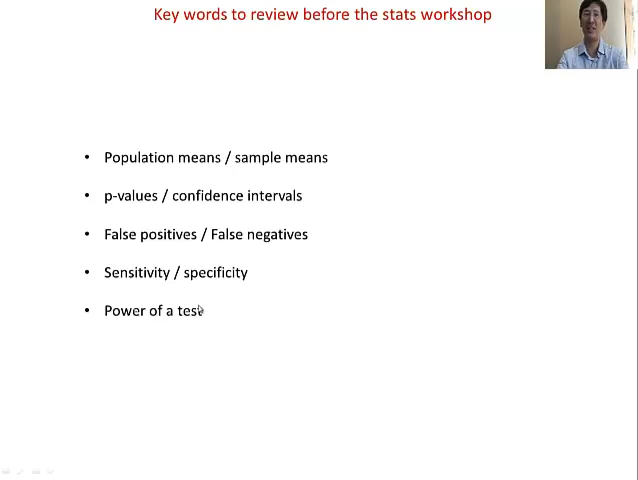 Key words to review before the stats workshop
• Population means / sample means
• p-values / confidence intervals
• False positives / False negatives
• Sensitivity / specificity
• Power of a test